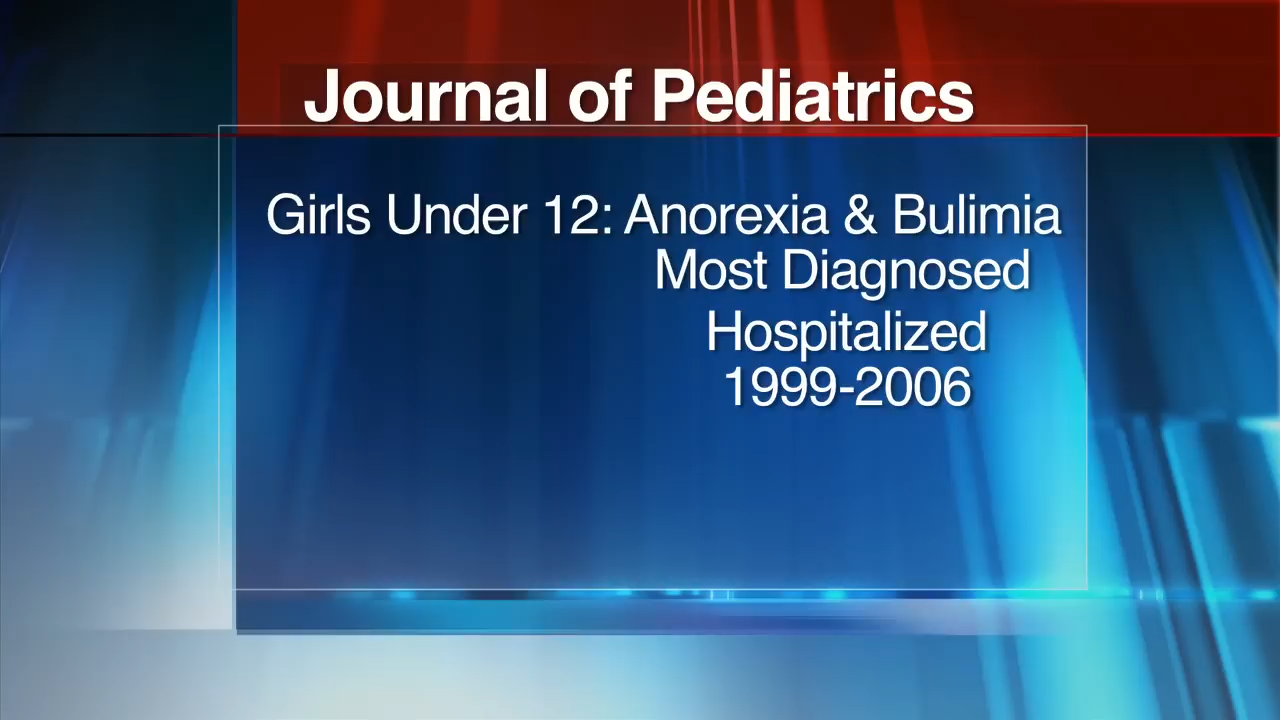 Journal of Pediatrics
Girls Under 12: Anorexia & Bulimia
Most Diagnosed
Hospitalized
1999-2006